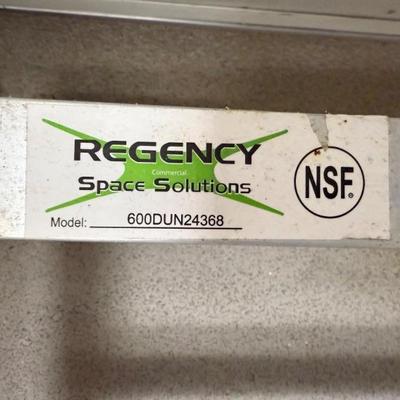 REGENCY
Commercial
Space Solutions
NSF®
Model: 600DUN24368